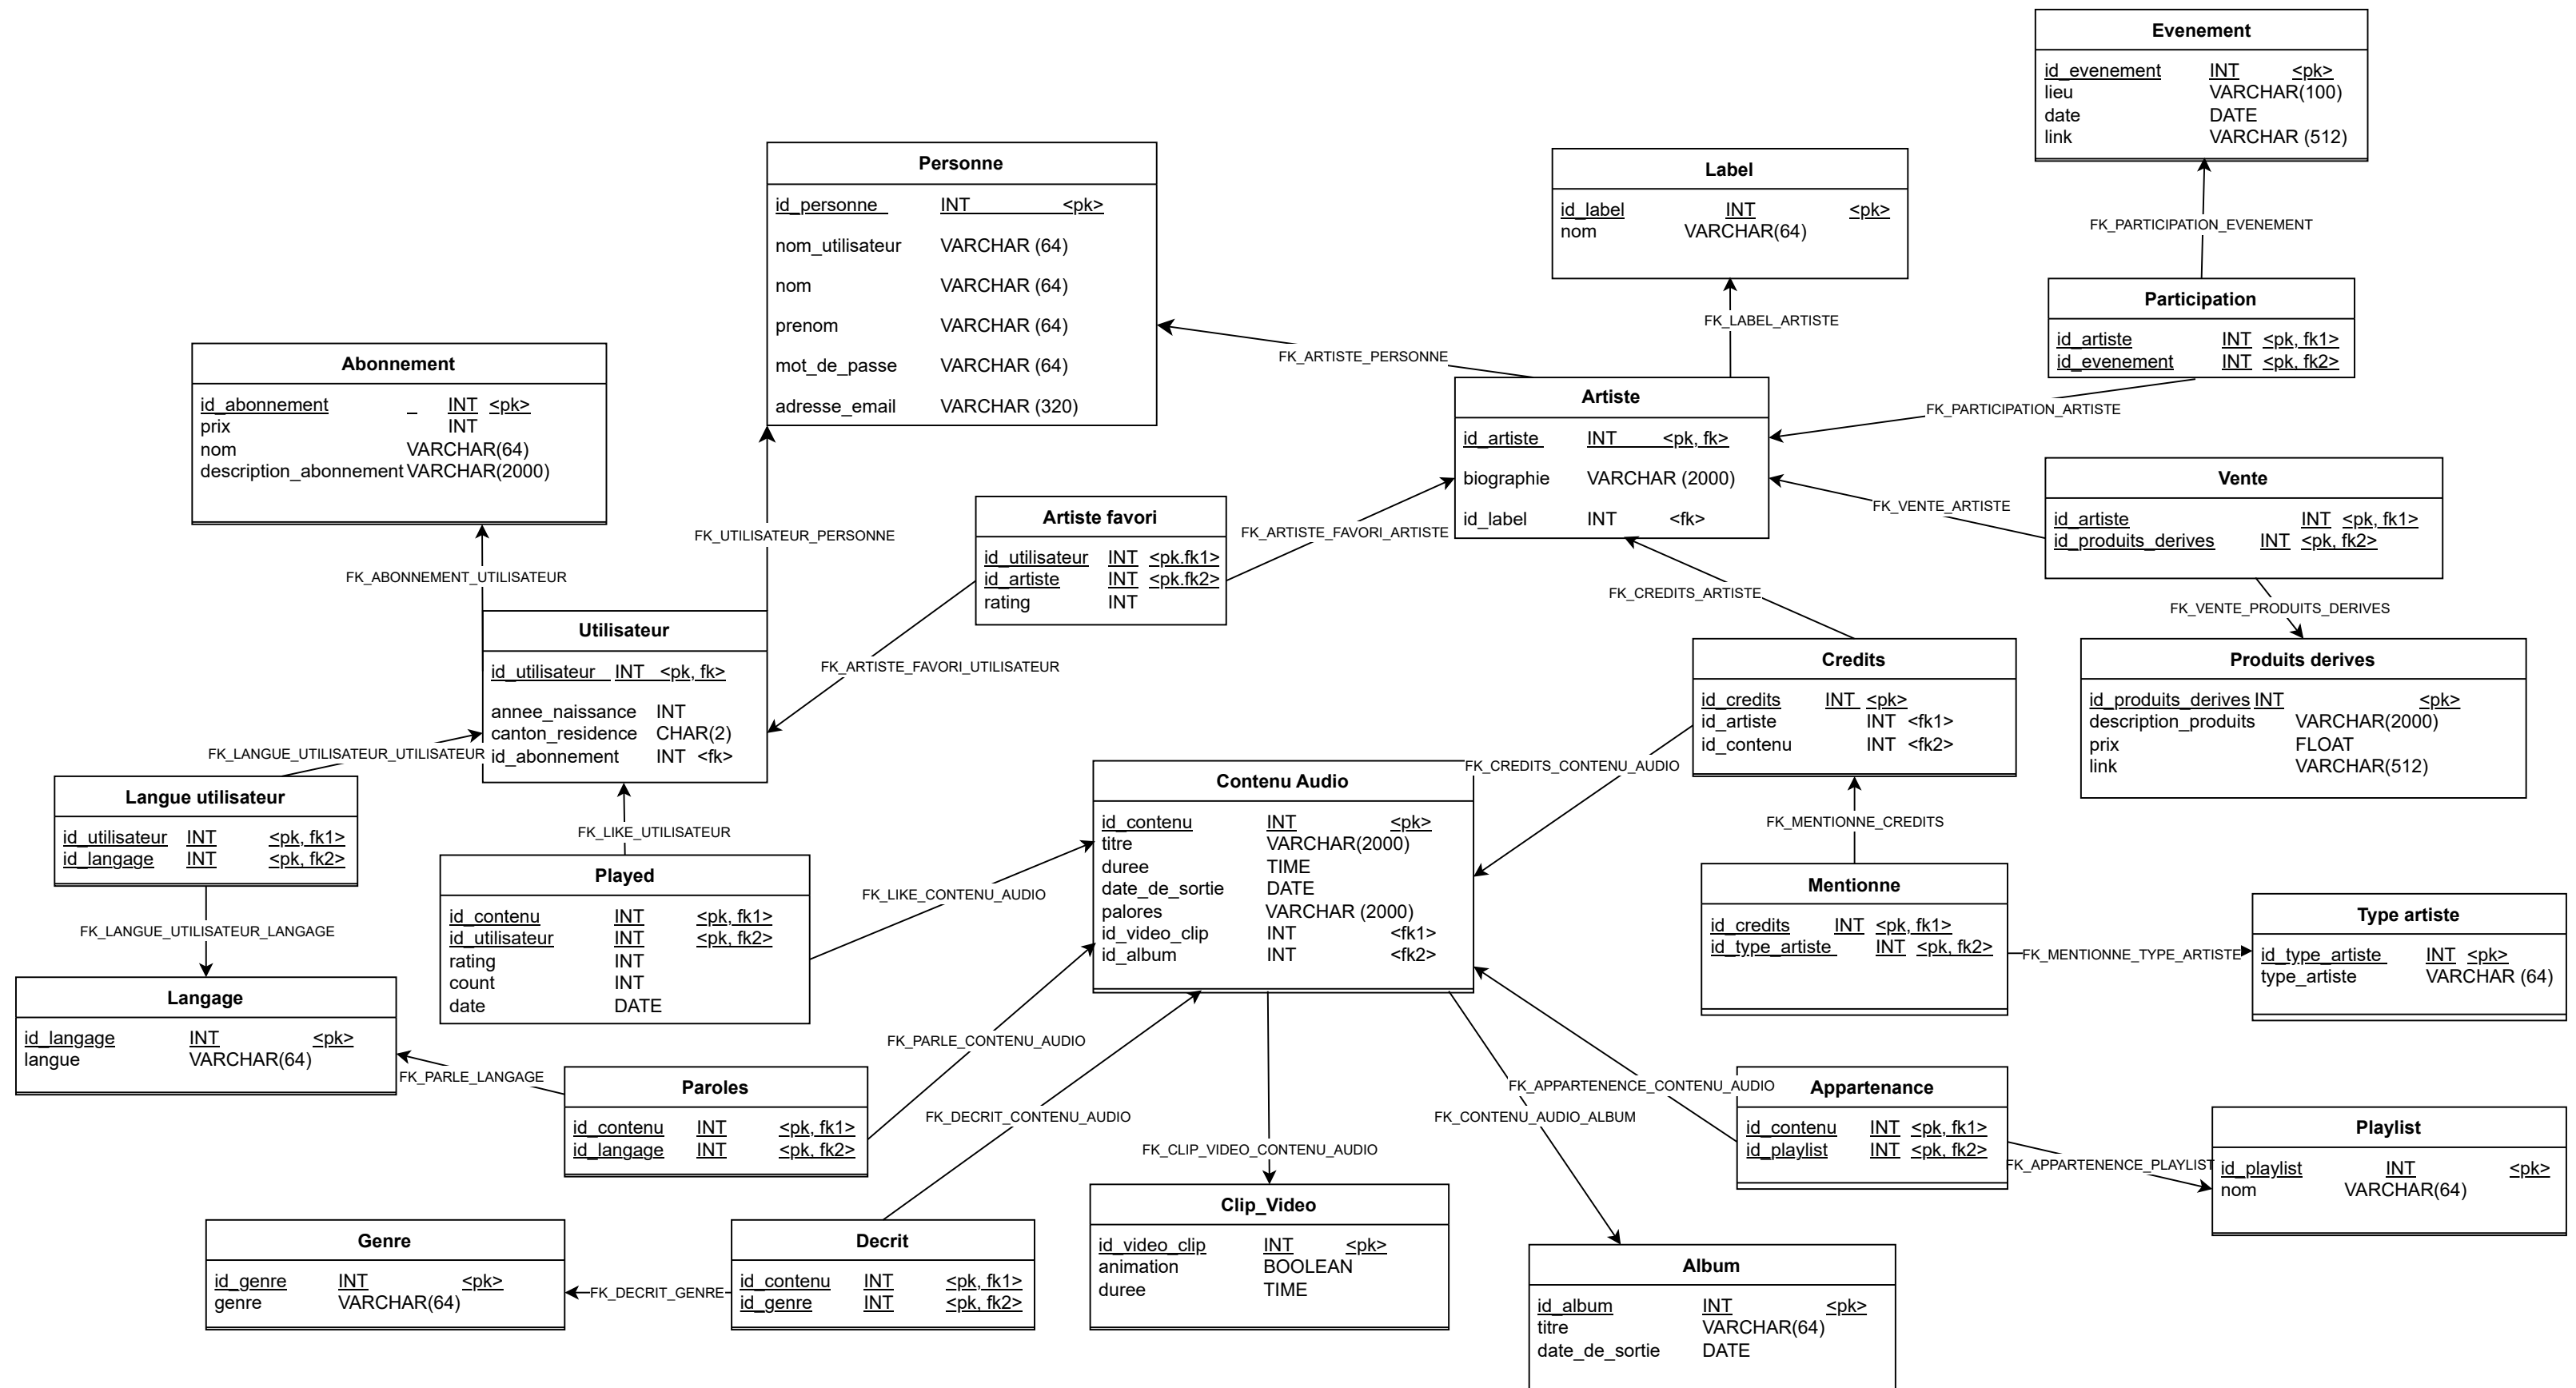 Evenement
id_evenement INT <pk>
lieu VARCHAR(100)
date DATE
link VARCHAR (512)
FK_PARTICIPATION_EVENEMENT
Participation
id_artiste INT <pk, fk1>
id_evenement INT <pk, fk2>
FK_PARTICIPATION_ARTISTE
Personne
id_personne INT <pk>
nom_utilisateur VARCHAR (64)
nom VARCHAR (64)
prenom VARCHAR (64)
mot_de_passe VARCHAR (64)
adresse_email VARCHAR (320)
Label
id_label INT <pk>
nom VARCHAR(64)
FK_LABEL_ARTISTE
FK_ARTISTE_PERSONNE
Artiste
id_artiste INT <pk, fk>
biographie VARCHAR (2000)
id_label INT <fk>
Abonnement
id_abonnement _ INT <pk>
prix INT
nom VARCHAR(64)
description_abonnement VARCHAR(2000)
FK_ABONNEMENT_UTILISATEUR
FK_UTILISATEUR_PERSONNE
Artiste favori
id_utilisateur INT <pk.fk1>
id_artiste INT <pk.fk2>
rating INT
FK_ARTISTE_FAVORI_ARTISTE
FK_ARTISTE_FAVORI_UTILISATEUR
Vente
id_artiste INT <pk, fk1>
id_produits_derives INT <pk, fk2>
FK_VENTE_ARTISTE
FK_VENTE_PRODUITS_DERIVES
Produits derives
id_produits_derives INT <pk>
description_produits VARCHAR(2000)
prix FLOAT
link VARCHAR(512)
Utilisateur
id_utilisateur INT <pk, fk>
annee_naissance INT
canton_residence CHAR(2)
id_abonnement INT <fk>
FK_LANGUE_UTILISATEUR_UTILISATEUR
Langue utilisateur
id_utilisateur INT <pk, fk1>
id_langage INT <pk, fk2>
FK_LANGUE_UTILISATEUR_LANGAGE
Langage
id_langage INT <pk>
langue VARCHAR(64)
FK_LIKE_UTILISATEUR
Played
id_contenu INT <pk, fk1>
id_utilisateur INT <pk, fk2>
rating INT
count INT
date DATE
FK_LIKE_CONTENU_AUDIO
FK_CREDITS_ARTISTE
Credits
id_credits INT <pk>
id_artiste INT <fk1>
id_contenu INT <fk2>
FK_CREDITS_CONTENU_AUDIO
Contenu Audio
id_contenu INT <pk>
titre VARCHAR(2000)
duree TIME
date_de_sortie DATE
palores VARCHAR (2000)
id_video_clip INT <fk1>
id_album INT <fk2>
FK_MENTIONNE_CREDITS
Mentionne
id_credits INT <pk, fk1>
id_type_artiste INT <pk, fk2>
FK_MENTIONNE_TYPE_ARTISTE
Type artiste
id_type_artiste INT <pk>
type_artiste VARCHAR (64)
FK_PARLE_LANGAGE
Paroles
id_contenu INT <pk, fk1>
id_langage INT <pk, fk2>
FK_PARLE_CONTENU_AUDIO
FK_DECRIT_CONTENU_AUDIO
FK_CLIP_VIDEO_CONTENU_AUDIO
FK_CONTENU_AUDIO_ALBUM
FK_APPARTENENCE_CONTENU_AUDIO
Appartenance
id_contenu INT <pk, fk1>
id_playlist INT <pk, fk2>
FK_APPARTENENCE_PLAYLIST
Playlist
id_playlist INT <pk>
nom VARCHAR(64)
Genre
id_genre INT <pk>
genre VARCHAR(64)
FK_DECRIT_GENRE
Decrit
id_contenu INT <pk, fk1>
id_genre INT <pk, fk2>
Clip_Video
id_video_clip INT <pk>
animation BOOLEAN
duree TIME
Album
id_album INT <pk>
titre VARCHAR(64)
date_de_sortie DATE